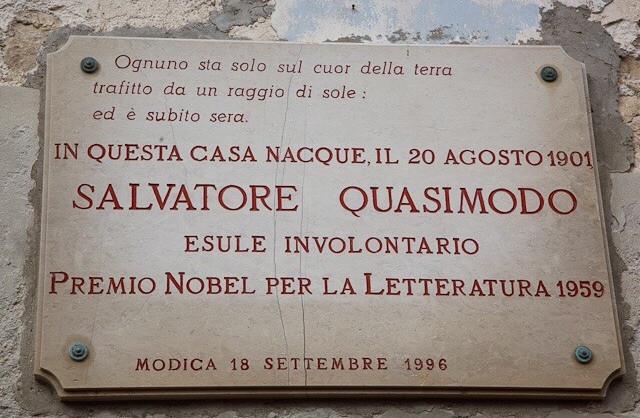 Ognuno sta solo sul cuor della terra
trafitto da un raggio di sole:
ed è subito sera.
IN QUESTA CASA NACQUE, IL 20 AGOSTO 1901,
SALVATORE QUASIMODO
ESULE INVOLONTARIO
PREMIO NOBEL PER LA LETTERATURA 1959
MODICA 18 SETTEMBRE 1996